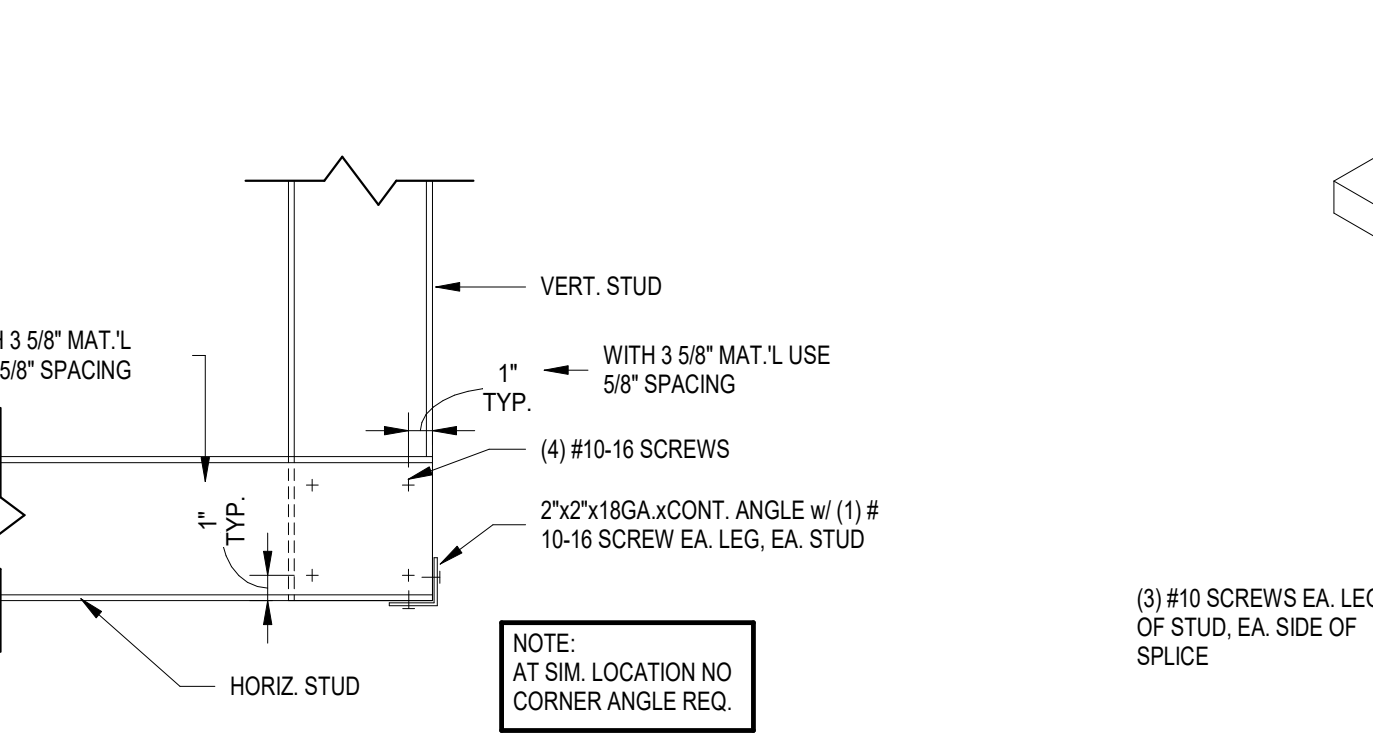 VERT. STUD
3 5/8" MAT.'L
5/8" SPACING
1"
TYP.
WITH 3 5/8" MAT.'L USE
5/8" SPACING
(4) #10-16 SCREWS
1"
TYP.
2"x2"x18GA.xCONT. ANGLE w/ (1) #
10-16 SCREW EA. LEG, EA. STUD
HORIZ. STUD
NOTE:
AT SIM. LOCATION NO
CORNER ANGLE REQ.
(3) #10 SCREWS EA. LEG
OF STUD, EA. SIDE OF
SPLICE